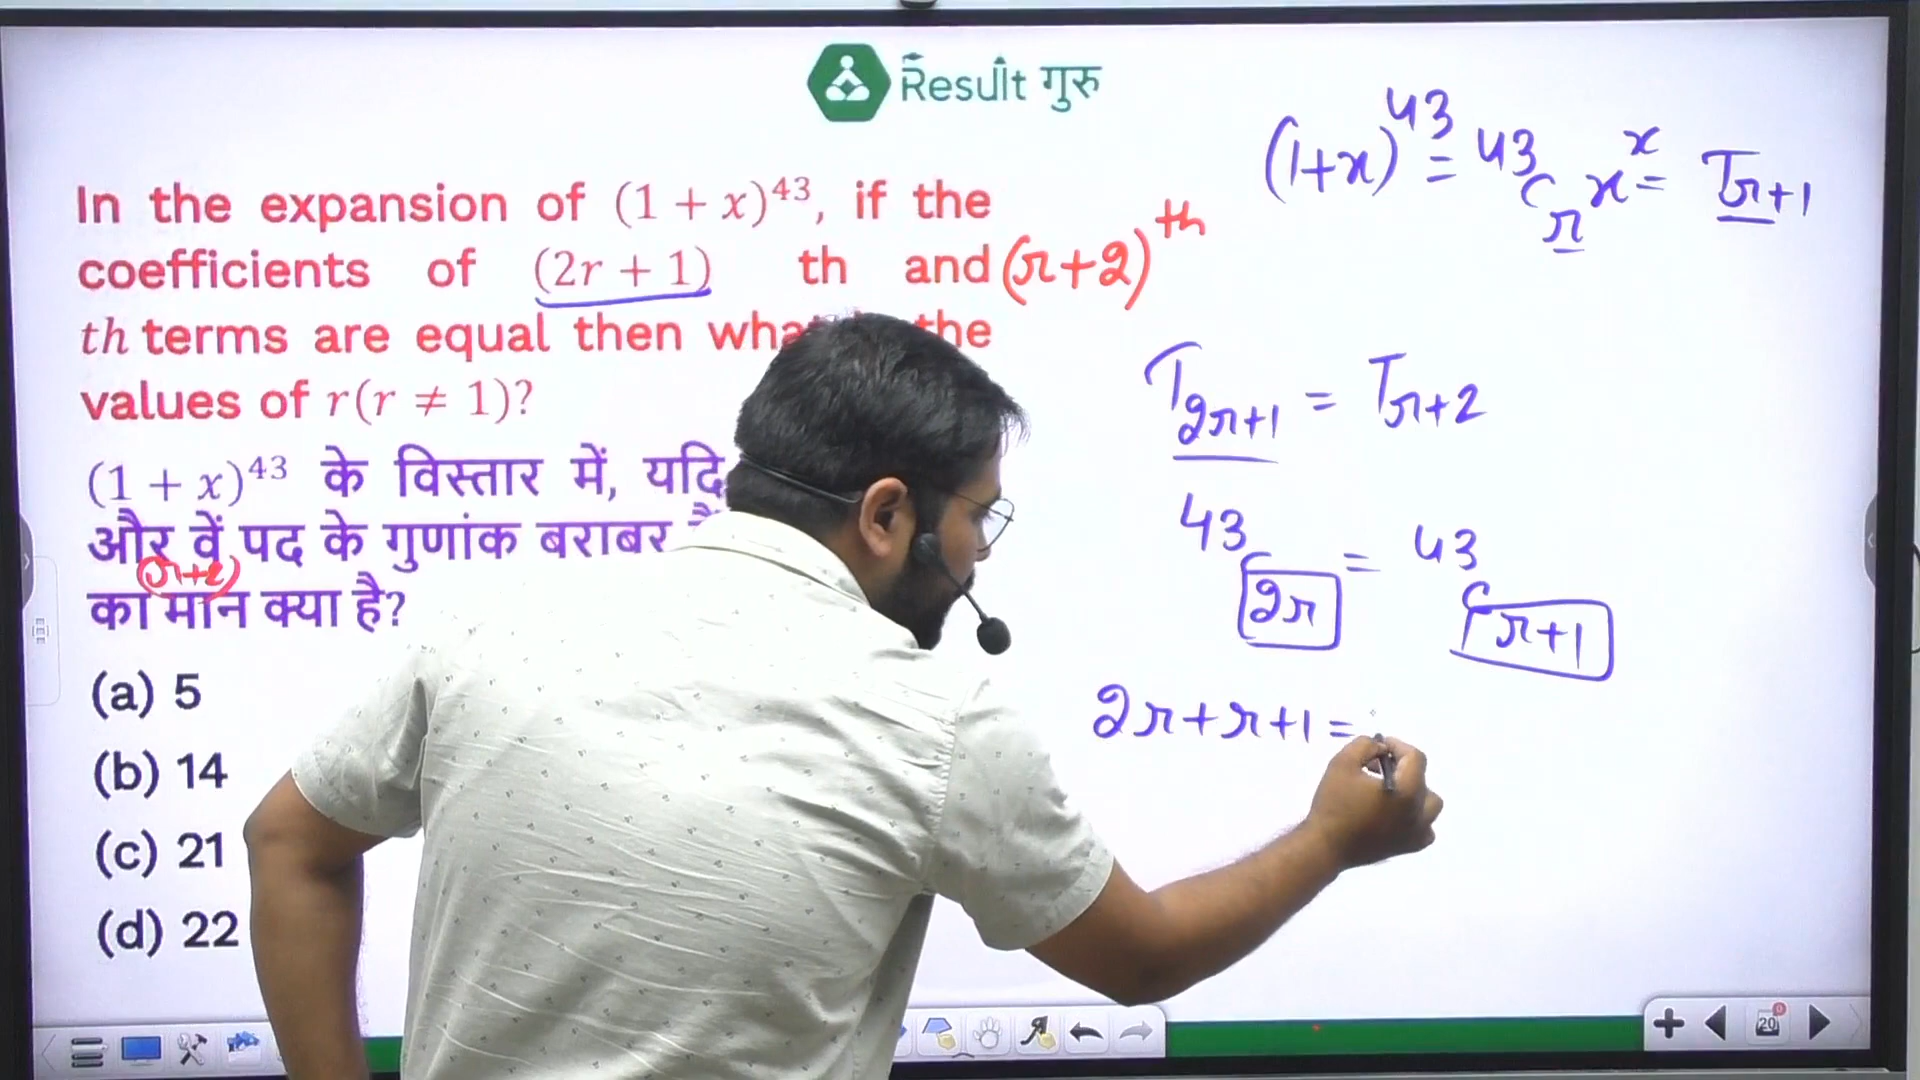 Result गुरु
In the expansion of (1 + x)⁴³, if the
coefficients of (2r + 1) th and (r+2)ᵗʰ
th terms are equal then the
values of r(r ≠ 1)?
(1 + x)⁴³ के विस्तार में, यदि
और वें पद के गुणांक बराबर
(r+2)
का मान क्या है?
(a) 5
(b) 14
(c) 21
(d) 22
(1+x)⁴³ = ⁴³Cᵣ xˣ = Tᵣ₊₁
T₂ᵣ₊₁ = Tᵣ₊₂
⁴³C₂ᵣ = ⁴³Cᵣ₊₁
2r+r+1=
20